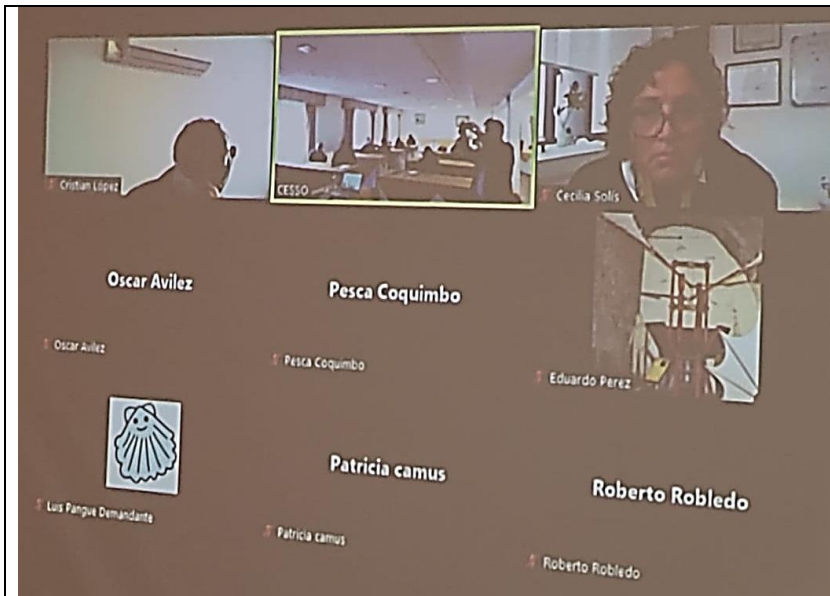 Cristian López
CESSO
Cecilia Solís
Oscar Avilez
Pesca Coquimbo
Oscar Avilez
Pesca Coquimbo
Eduardo Perez
Patricia camus
Roberto Robledo
Luis Pangue Demandante
Patricia camus
Roberto Robledo